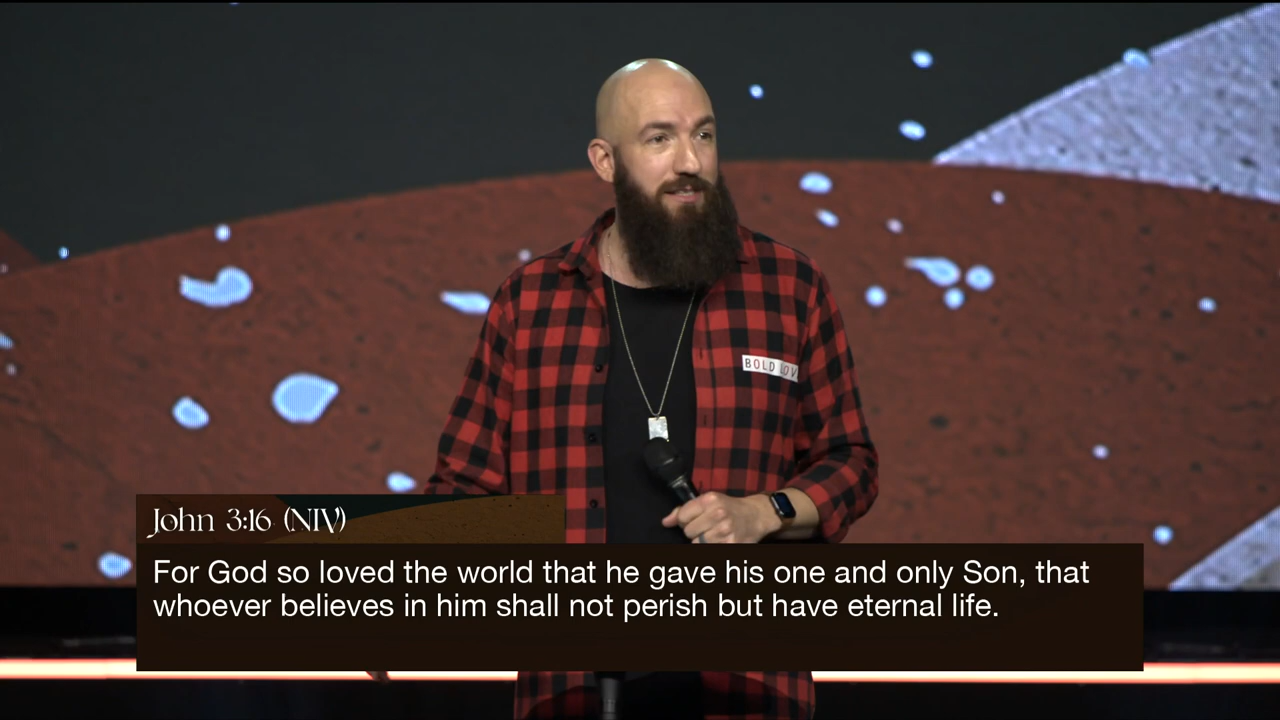 BOLD LOV
John 3:16 (NIV)
For God so loved the world that he gave his one and only Son, that
whoever believes in him shall not perish but have eternal life.